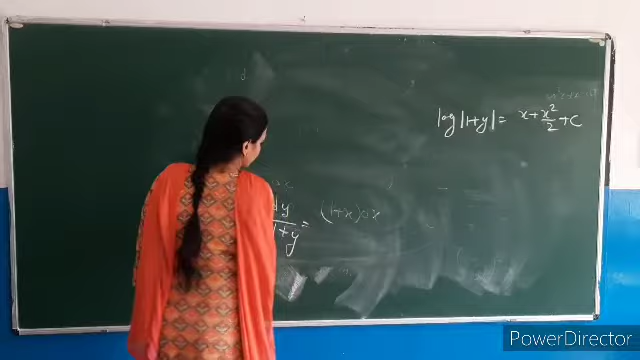 log |1+y| = x + x²/2 + c
dy/1+y = (1+x) dx
PowerDirector